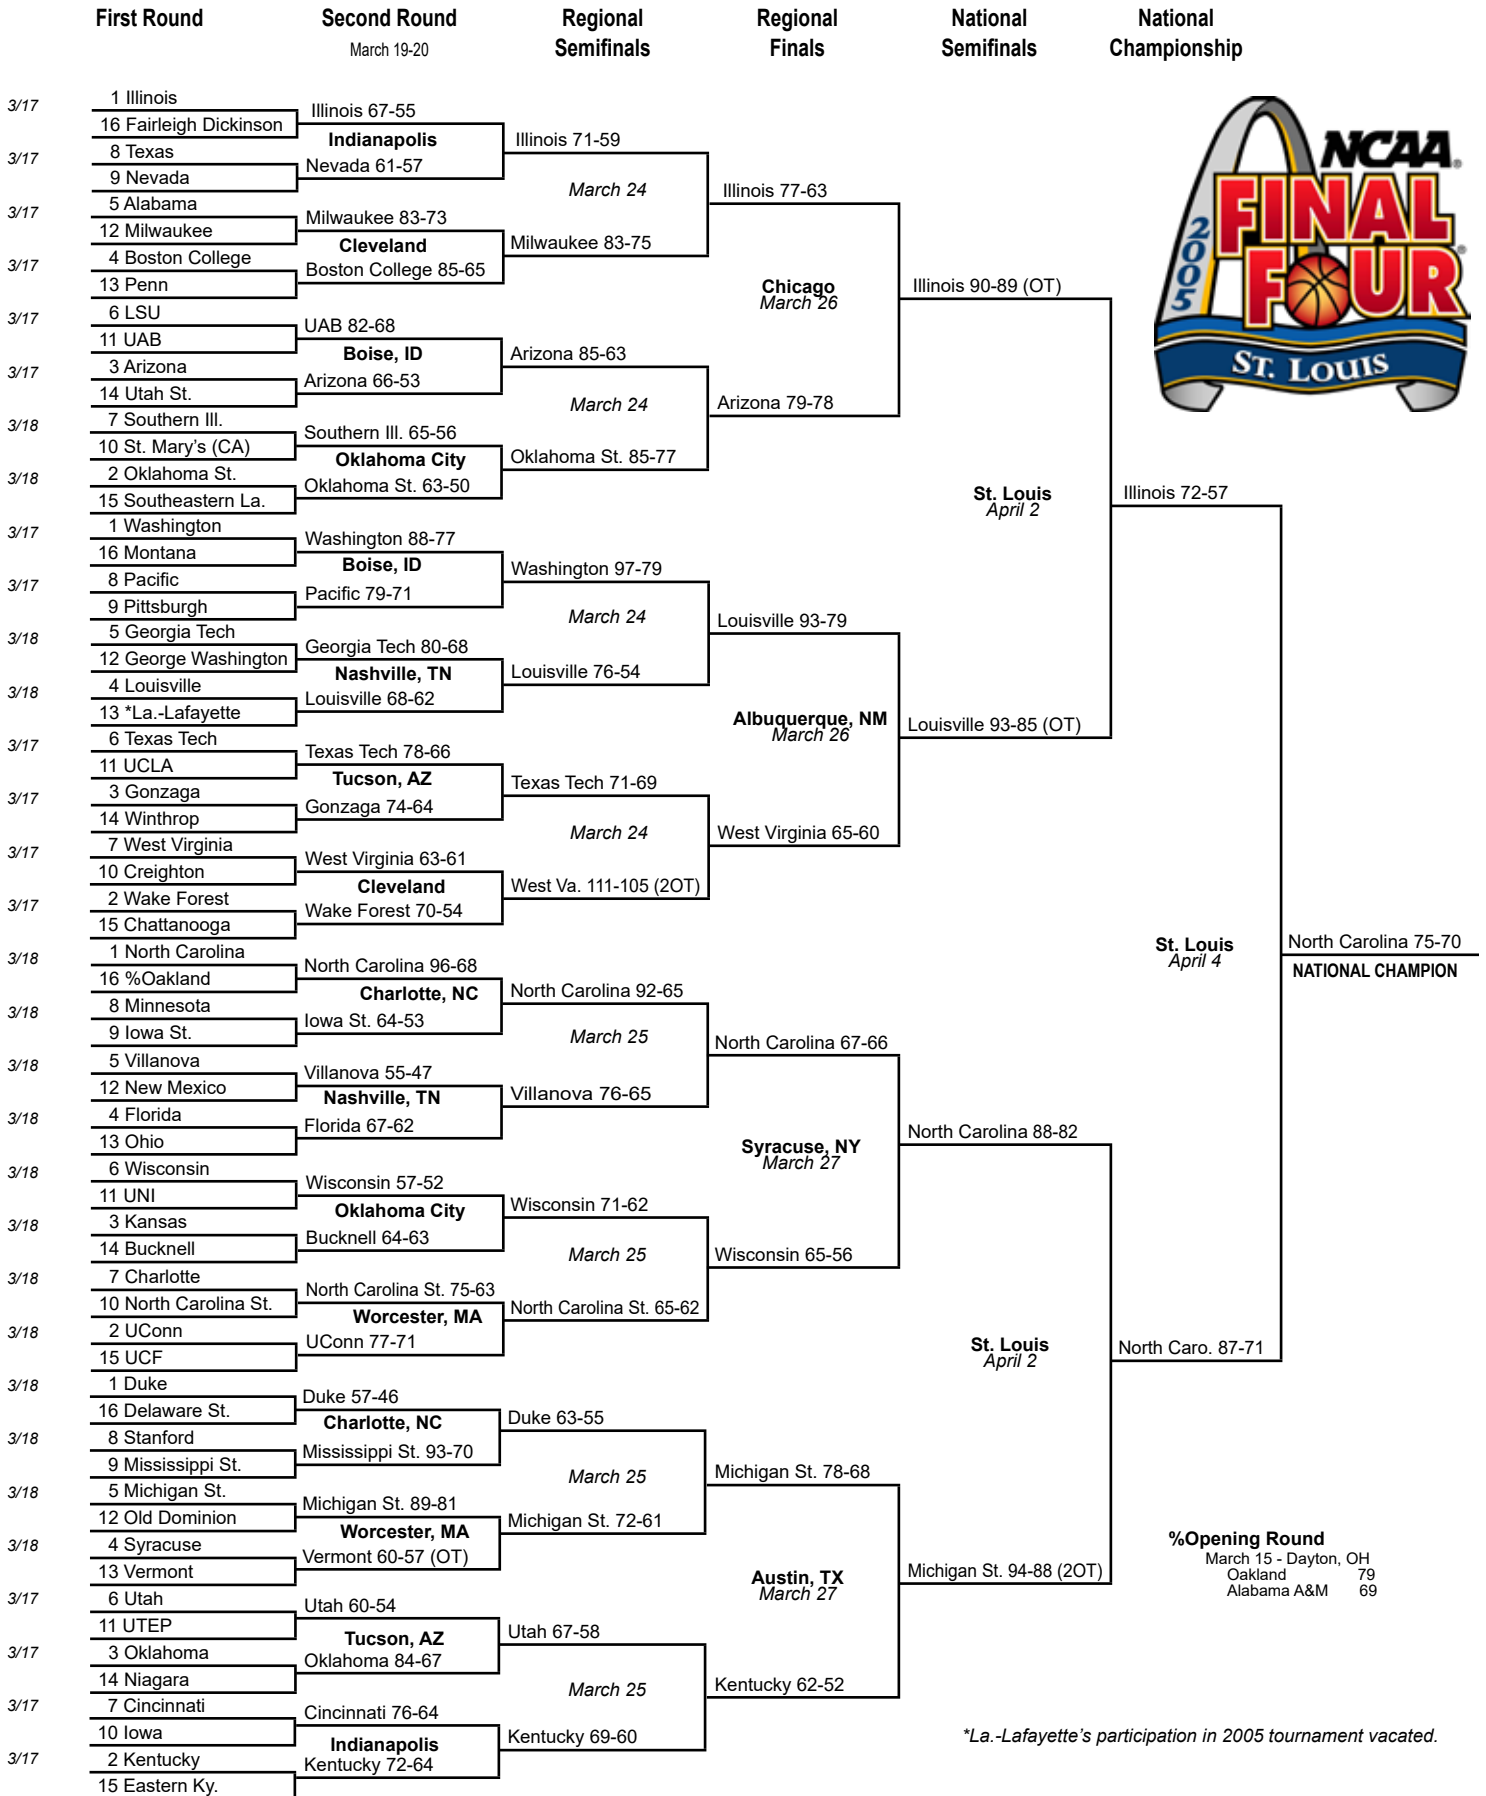 First Round
Second Round
March 19-20
Regional
Semifinals
Regional
Finals
National
Semifinals
National
Championship
3/17
1 Illinois
16 Fairleigh Dickinson
3/17
8 Texas
9 Nevada
3/17
5 Alabama
12 Milwaukee
3/17
4 Boston College
13 Penn
3/17
6 LSU
11 UAB
3/17
3 Arizona
14 Utah St.
3/18
7 Southern Ill.
10 St. Mary's (CA)
3/18
2 Oklahoma St.
15 Southeastern La.
3/17
1 Washington
16 Montana
3/17
8 Pacific
9 Pittsburgh
3/18
5 Georgia Tech
12 George Washington
3/18
4 Louisville
13 *La.-Lafayette
3/17
6 Texas Tech
11 UCLA
3/17
3 Gonzaga
14 Winthrop
3/17
7 West Virginia
10 Creighton
3/17
2 Wake Forest
15 Chattanooga
3/18
1 North Carolina
16 %Oakland
3/18
8 Minnesota
9 Iowa St.
3/18
5 Villanova
12 New Mexico
3/18
4 Florida
13 Ohio
3/18
6 Wisconsin
11 UNI
3/18
3 Kansas
14 Bucknell
3/18
7 Charlotte
10 North Carolina St.
3/18
2 UConn
15 UCF
3/18
1 Duke
16 Delaware St.
3/18
8 Stanford
9 Mississippi St.
3/18
5 Michigan St.
12 Old Dominion
3/18
4 Syracuse
13 Vermont
3/17
6 Utah
11 UTEP
3/17
3 Oklahoma
14 Niagara
3/17
7 Cincinnati
10 Iowa
3/17
2 Kentucky
15 Eastern Ky.
Illinois 67-55
Indianapolis
Nevada 61-57
Milwaukee 83-73
Cleveland
Boston College 85-65
UAB 82-68
Boise, ID
Arizona 66-53
Southern Ill. 65-56
Oklahoma City
Oklahoma St. 63-50
Washington 88-77
Boise, ID
Pacific 79-71
Georgia Tech 80-68
Nashville, TN
Louisville 68-62
Texas Tech 78-66
Tucson, AZ
Gonzaga 74-64
West Virginia 63-61
Cleveland
Wake Forest 70-54
North Carolina 96-68
Charlotte, NC
Iowa St. 64-53
Villanova 55-47
Nashville, TN
Florida 67-62
Wisconsin 57-52
Oklahoma City
Bucknell 64-63
North Carolina St. 75-63
Worcester, MA
UConn 77-71
Duke 57-46
Charlotte, NC
Mississippi St. 93-70
Michigan St. 89-81
Worcester, MA
Vermont 60-57 (OT)
Utah 60-54
Tucson, AZ
Oklahoma 84-67
Cincinnati 76-64
Indianapolis
Kentucky 72-64
Illinois 71-59
March 24
Milwaukee 83-75
Arizona 85-63
March 24
Oklahoma St. 85-77
Washington 97-79
March 24
Louisville 76-54
Texas Tech 71-69
March 24
West Va. 111-105 (2OT)
North Carolina 92-65
March 25
Villanova 76-65
Wisconsin 71-62
March 25
North Carolina St. 65-62
Duke 63-55
March 25
Michigan St. 72-61
Utah 67-58
March 25
Kentucky 69-60
Illinois 77-63
Chicago
March 26
Arizona 79-78
Louisville 93-79
Albuquerque, NM
March 26
West Virginia 65-60
North Carolina 67-66
Syracuse, NY
March 27
Wisconsin 65-56
Michigan St. 78-68
Austin, TX
March 27
Kentucky 62-52
Illinois 90-89 (OT)
St. Louis
April 2
Louisville 93-85 (OT)
North Carolina 88-82
St. Louis
April 2
Michigan St. 94-88 (2OT)
Illinois 72-57
St. Louis
April 4
North Caro. 87-71
North Carolina 75-70
NATIONAL CHAMPION
NCAA®
2005
FINAL
FOUR®
ST. LOUIS
%Opening Round
March 15 - Dayton, OH
Oakland 79
Alabama A&M 69
*La.-Lafayette's participation in 2005 tournament vacated.